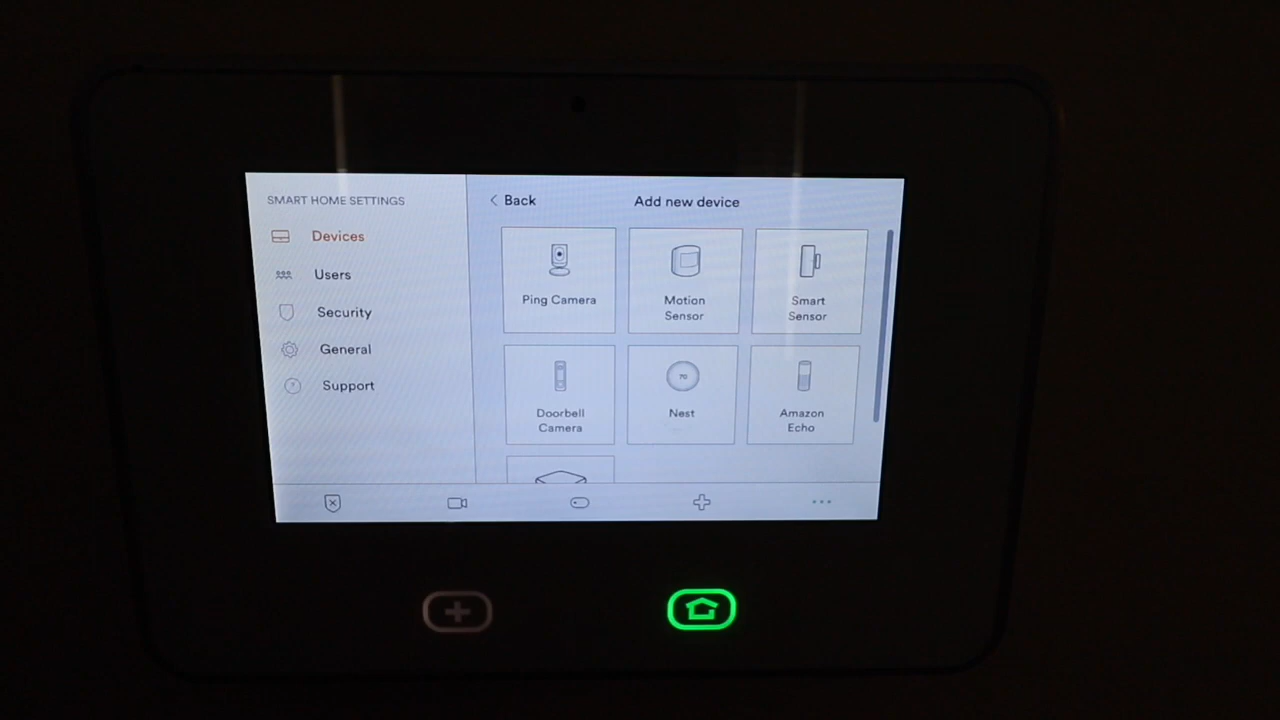 SMART HOME SETTINGS
Devices
Users
Security
General
Support
Back
Add new device
Ping Camera
Motion
Sensor
Smart
Sensor
Doorbell
Camera
70
Nest
Amazon
Echo